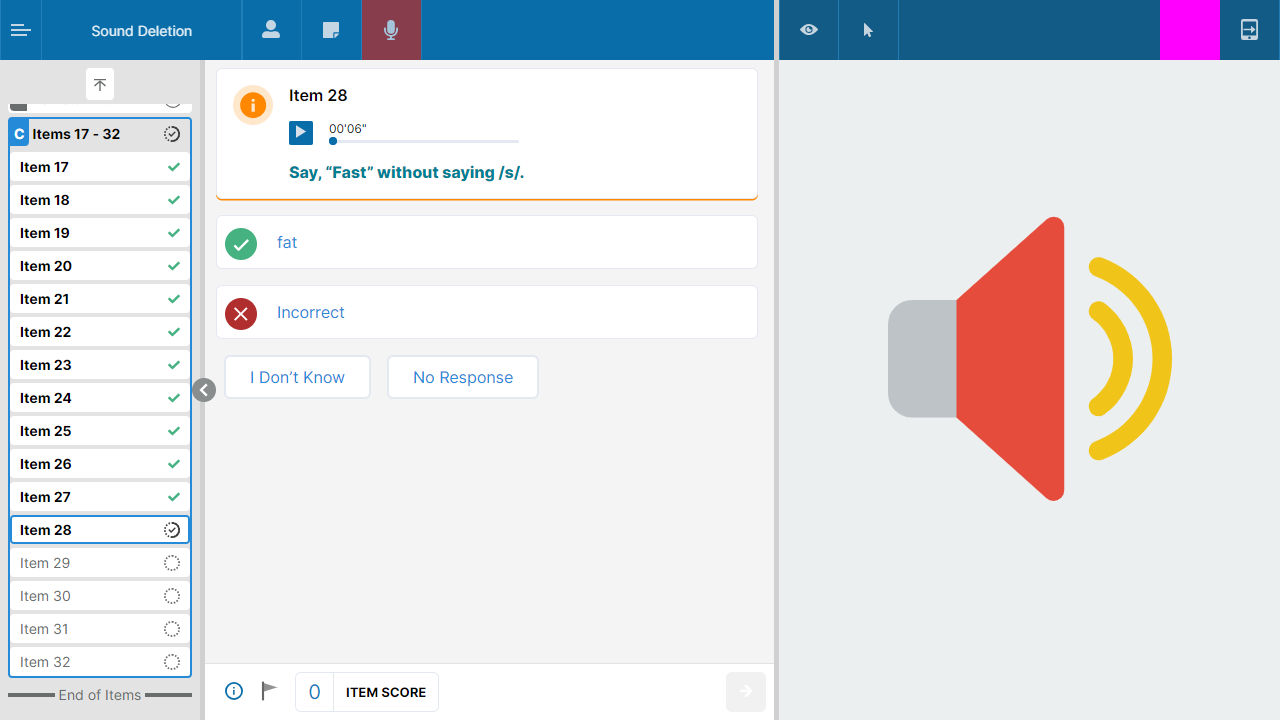 Sound Deletion
C Items 17 - 32
Item 17
Item 18
Item 19
Item 20
Item 21
Item 22
Item 23
Item 24
Item 25
Item 26
Item 27
Item 28
Item 29
Item 30
Item 31
Item 32
End of Items
Item 28
00'06"
Say, “Fast” without saying /s/.
fat
Incorrect
I Don’t Know
No Response
0 ITEM SCORE